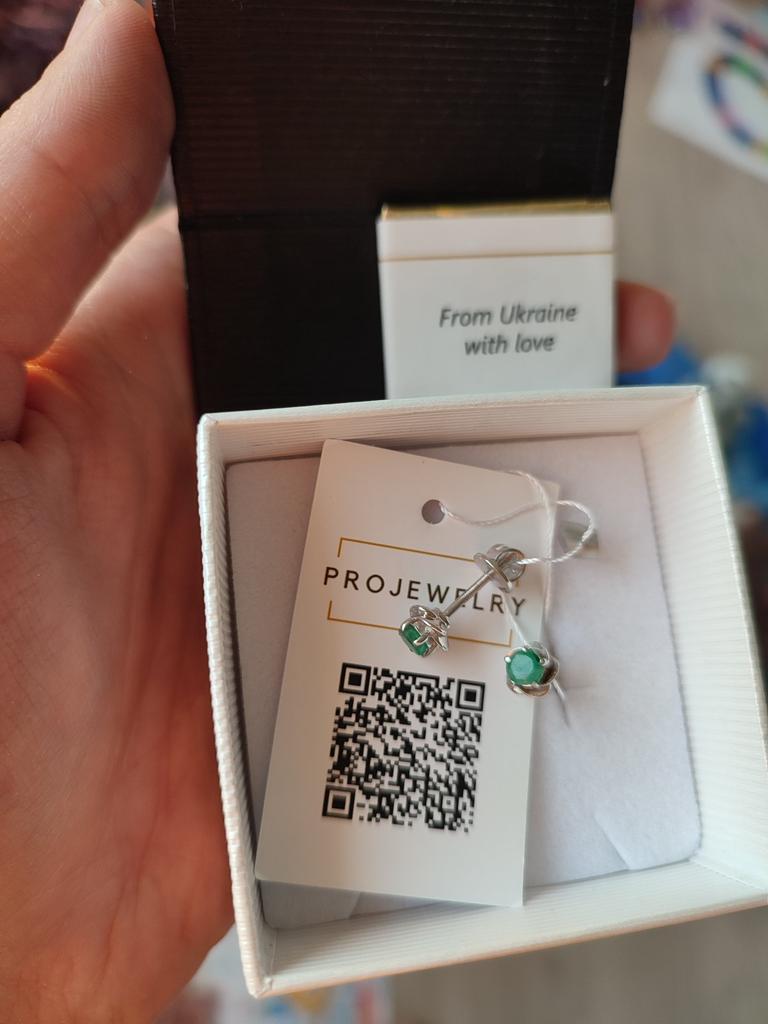 From Ukraine
with love
PROJEWELRY